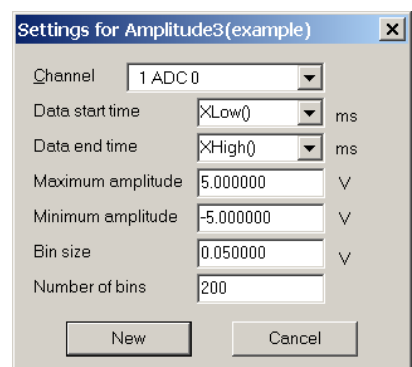 Settings for Amplitude3(example)
Channel 1 ADC 0
Data start time XLow() ms
Data end time XHigh() ms
Maximum amplitude 5.000000 V
Minimum amplitude -5.000000 V
Bin size 0.050000 V
Number of bins 200
New Cancel